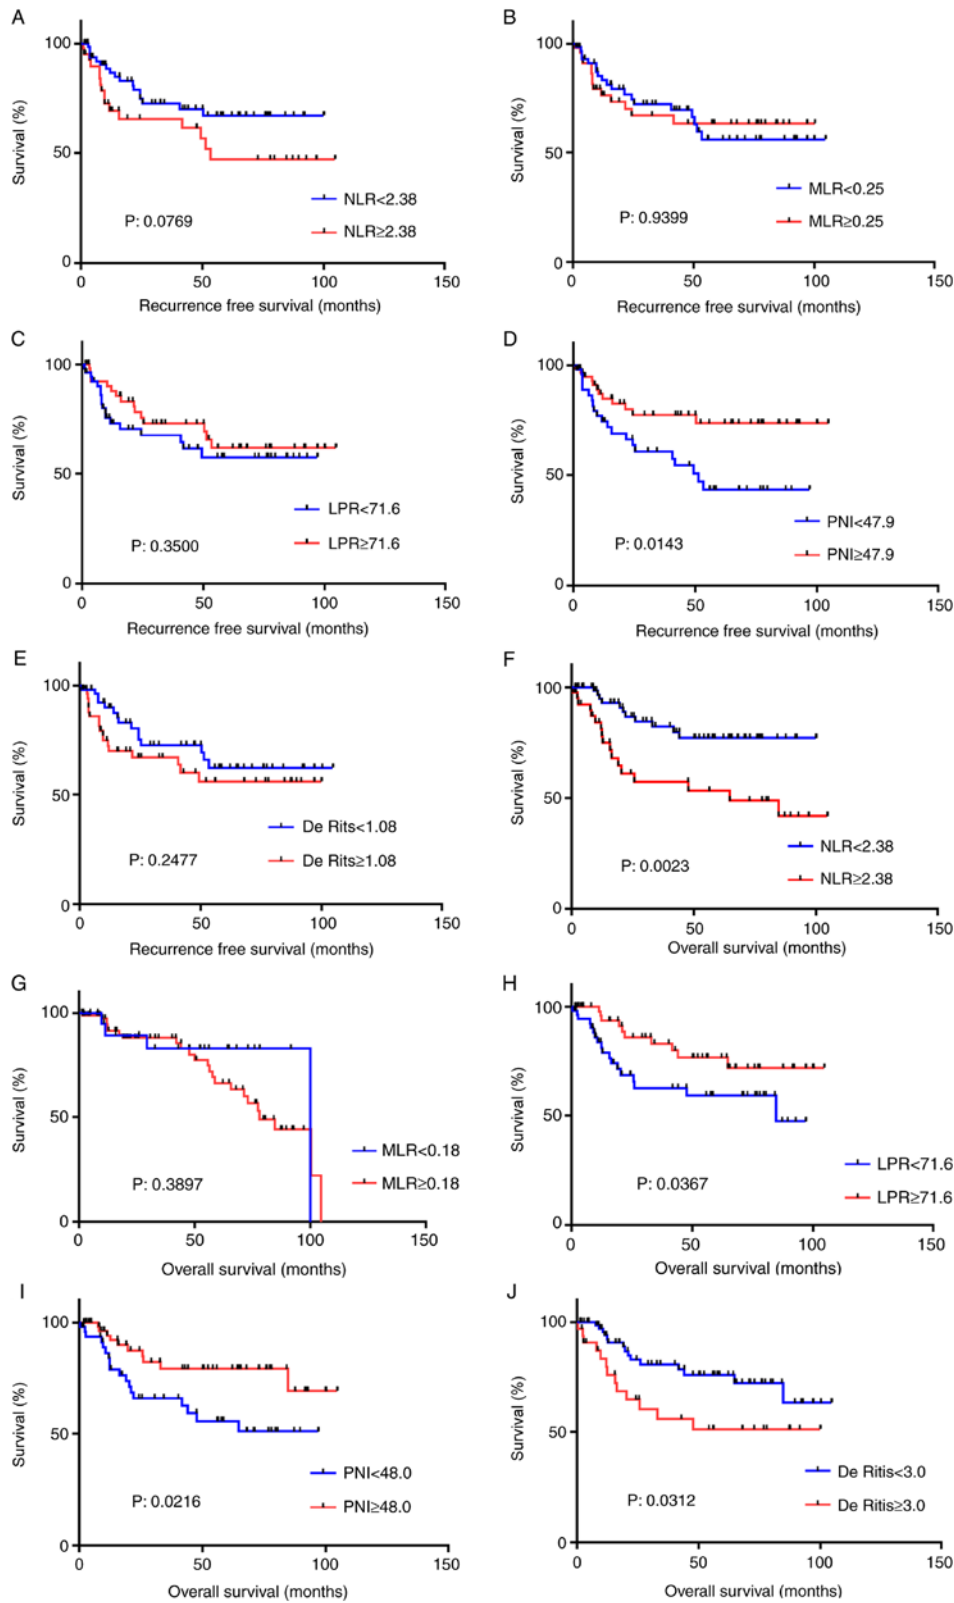 A
100
50
0
Survival (%)
NLR<2.38
NLR≥2.38
P: 0.0769
0 50 100 150
Recurrence free survival (months)
B
100
50
0
Survival (%)
MLR<0.25
MLR≥0.25
P: 0.9399
0 50 100 150
Recurrence free survival (months)
C
100
50
0
Survival (%)
LPR<71.6
LPR≥71.6
P: 0.3500
0 50 100 150
Recurrence free survival (months)
D
100
50
0
Survival (%)
PNI<47.9
PNI≥47.9
P: 0.0143
0 50 100 150
Recurrence free survival (months)
E
100
50
0
Survival (%)
De Rits<1.08
De Rits≥1.08
P: 0.2477
0 50 100 150
Recurrence free survival (months)
F
100
50
0
Survival (%)
NLR<2.38
NLR≥2.38
P: 0.0023
0 50 100 150
Overall survival (months)
G
100
50
0
Survival (%)
MLR<0.18
MLR≥0.18
P: 0.3897
0 50 100 150
Overall survival (months)
H
100
50
0
Survival (%)
LPR<71.6
LPR≥71.6
P: 0.0367
0 50 100 150
Overall survival (months)
I
100
50
0
Survival (%)
PNI<48.0
PNI≥48.0
P: 0.0216
0 50 100 150
Overall survival (months)
J
100
50
0
Survival (%)
De Ritis<3.0
De Ritis≥3.0
P: 0.0312
0 50 100 150
Overall survival (months)